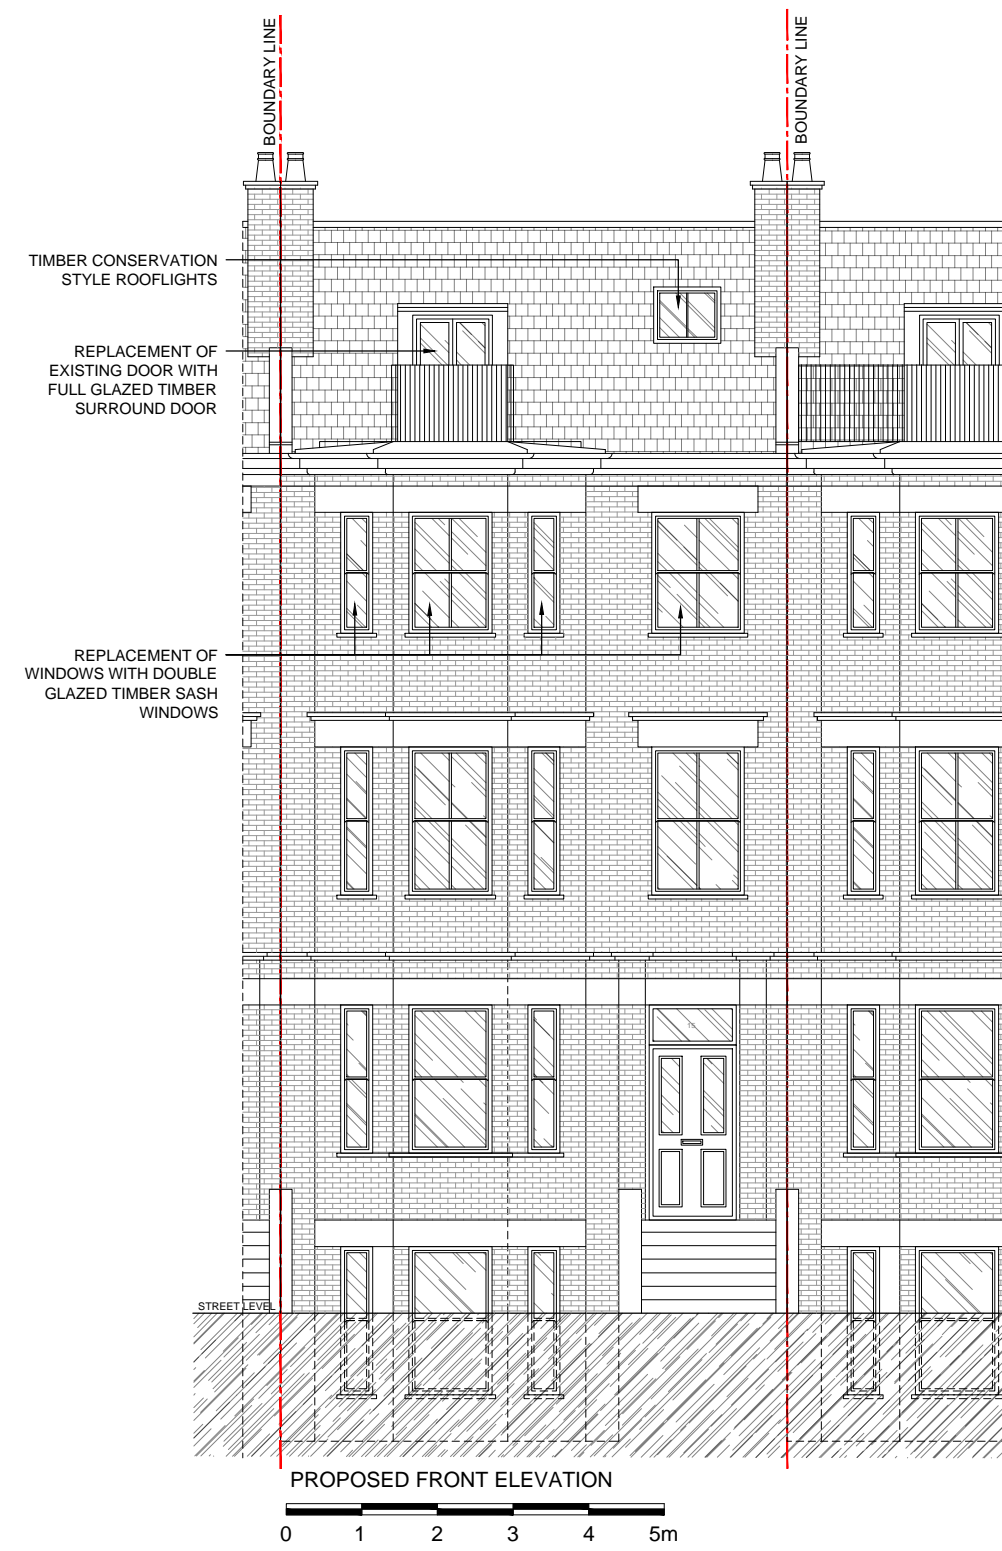 BOUNDARY LINE
BOUNDARY LINE
TIMBER CONSERVATION
STYLE ROOFLIGHTS
REPLACEMENT OF
EXISTING DOOR WITH
FULL GLAZED TIMBER
SURROUND DOOR
REPLACEMENT OF
WINDOWS WITH DOUBLE
GLAZED TIMBER SASH
WINDOWS
15
STREET LEVEL
PROPOSED FRONT ELEVATION
0 1 2 3 4 5m